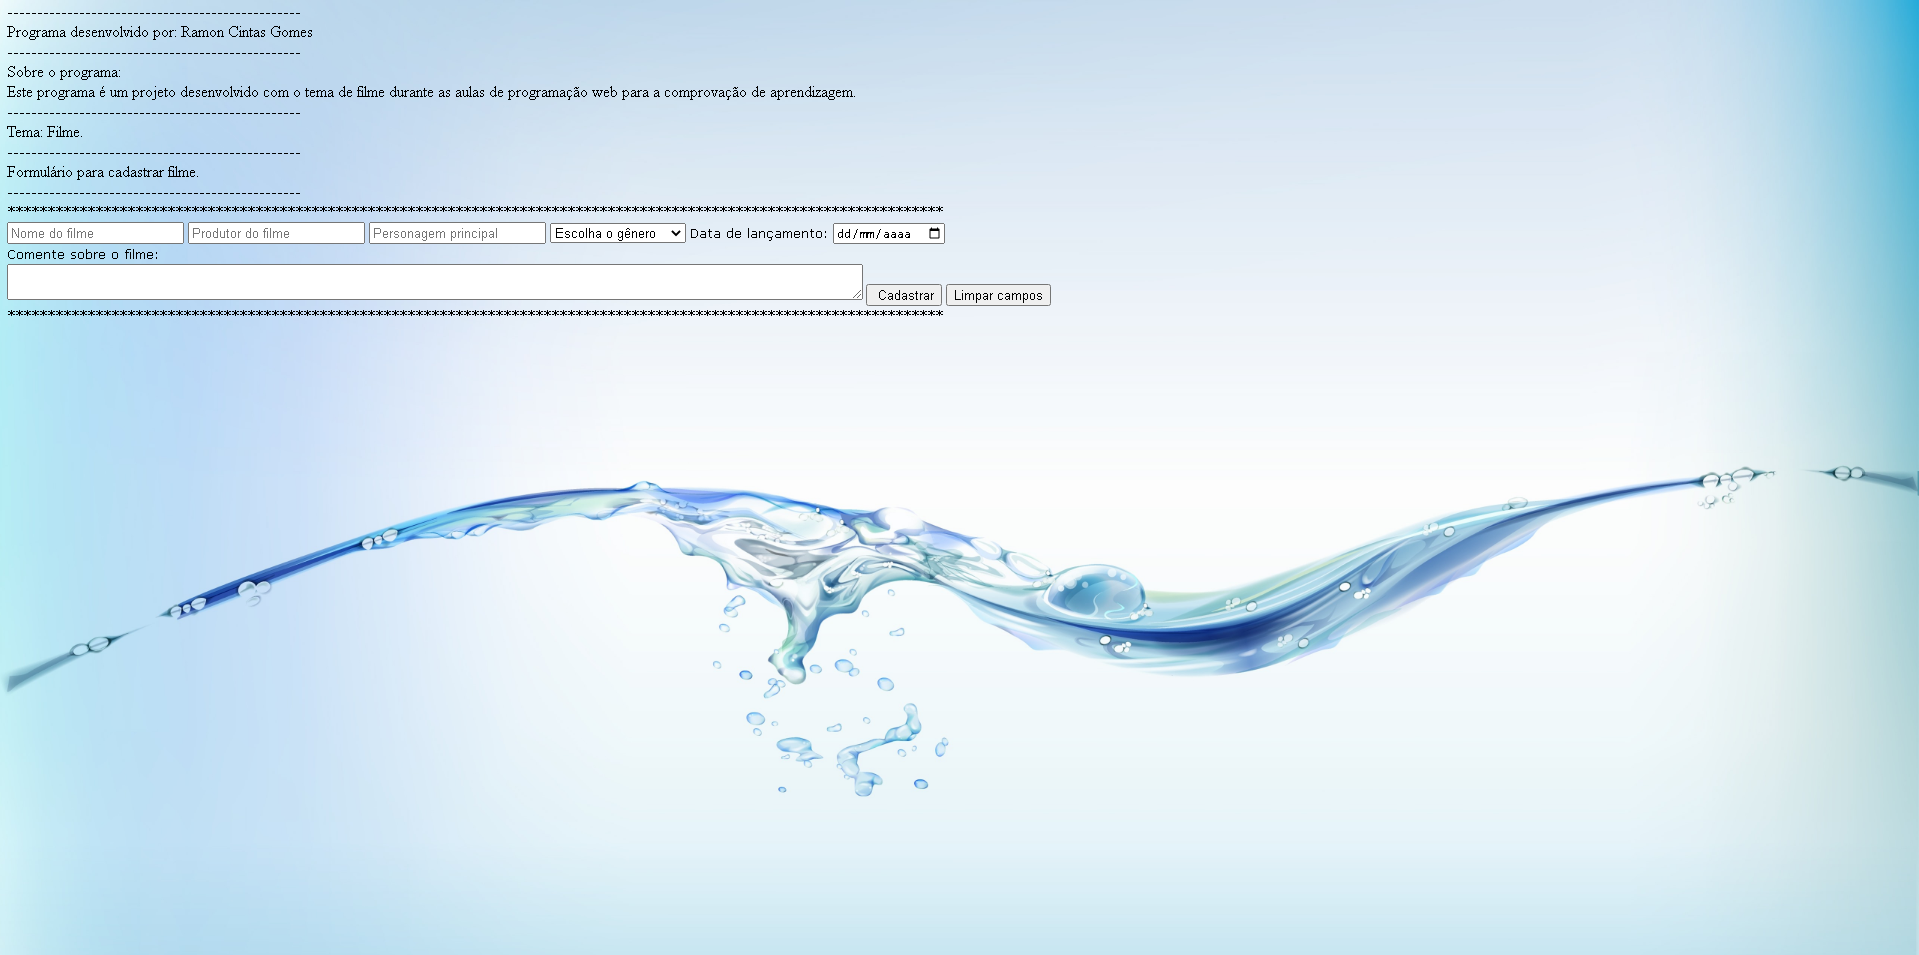 -------------------------------------------------
Programa desenvolvido por: Ramon Cintas Gomes
-------------------------------------------------
Sobre o programa:
Este programa é um projeto desenvolvido com o tema de filme durante as aulas de programação web para a comprovação de aprendizagem.
-------------------------------------------------
Tema: Filme.
-------------------------------------------------
Formulário para cadastrar filme.
-------------------------------------------------
*********************************************************************************************************************
Nome do filme Produtor do filme Personagem principal Escolha o gênero Data de lançamento: dd/mm/aaaa
Comente sobre o filme:
Cadastrar Limpar campos
*********************************************************************************************************************